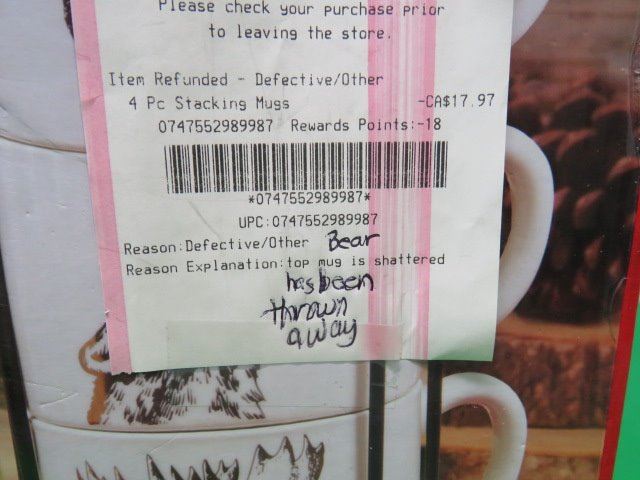 Please check your purchase prior
to leaving the store.
Item Refunded - Defective/Other
4 Pc Stacking Mugs -CA$17.97
0747552989987 Rewards Points:-18
*0747552989987*
UPC:0747552989987
Reason:Defective/Other Bear
Reason Explanation:top mug is shattered
has been
thrown
away